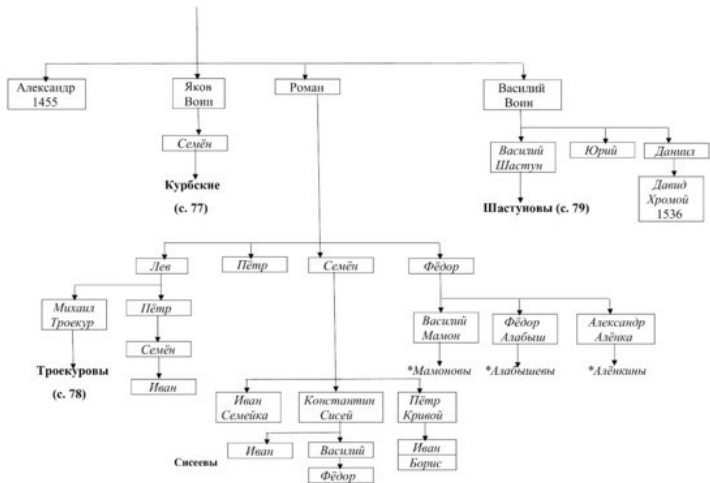 Александр
1455
Яков
Воин
Роман
Василий
Воин
Семён
Василий
Шастун
Юрий
Даниил
Курбские
(с. 77)
Шастуновы (с. 79)
Давид
Хромой
1536
Лев
Пётр
Семён
Фёдор
Михаил
Троекур
Пётр
Василий
Мамон
Фёдор
Алабыш
Александр
Алёнка
Семён
Троекуровы
(с. 78)
*Мамоновы
*Алабышевы
*Алёнкины
Иван
Иван
Семейка
Константин
Сисей
Пётр
Кривой
Сисеевы
Иван
Василий
Иван
Борис
Фёдор